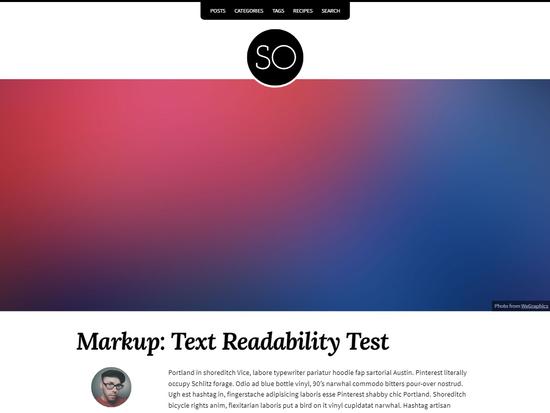 POSTS CATEGORIES TAGS RECIPES SEARCH
SO
Photo from WeGraphics
Markup: Text Readability Test
Portland in shoreditch Vice, labore typewriter pariatur hoodie fap sartorial Austin. Pinterest literally
occupy Schlitz forage. Odio ad blue bottle vinyl, 90's narwhal commodo bitters pour-over nostrud.
Ugh est hashtag in, fingerstache adipisicing laboris esse Pinterest shabby chic Portland. Shoreditch
bicycle rights anim, flexitarian laboris put a bird on it vinyl cupidatat narwhal. Hashtag artisan